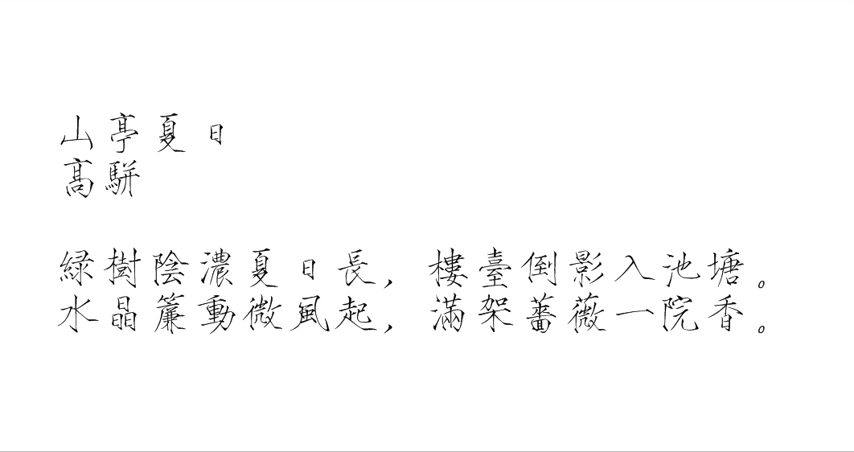 山亭夏日
高駢
緑樹陰濃夏日長，樓臺倒影入池塘。
水晶簾動微風起，滿架薔薇一院香。